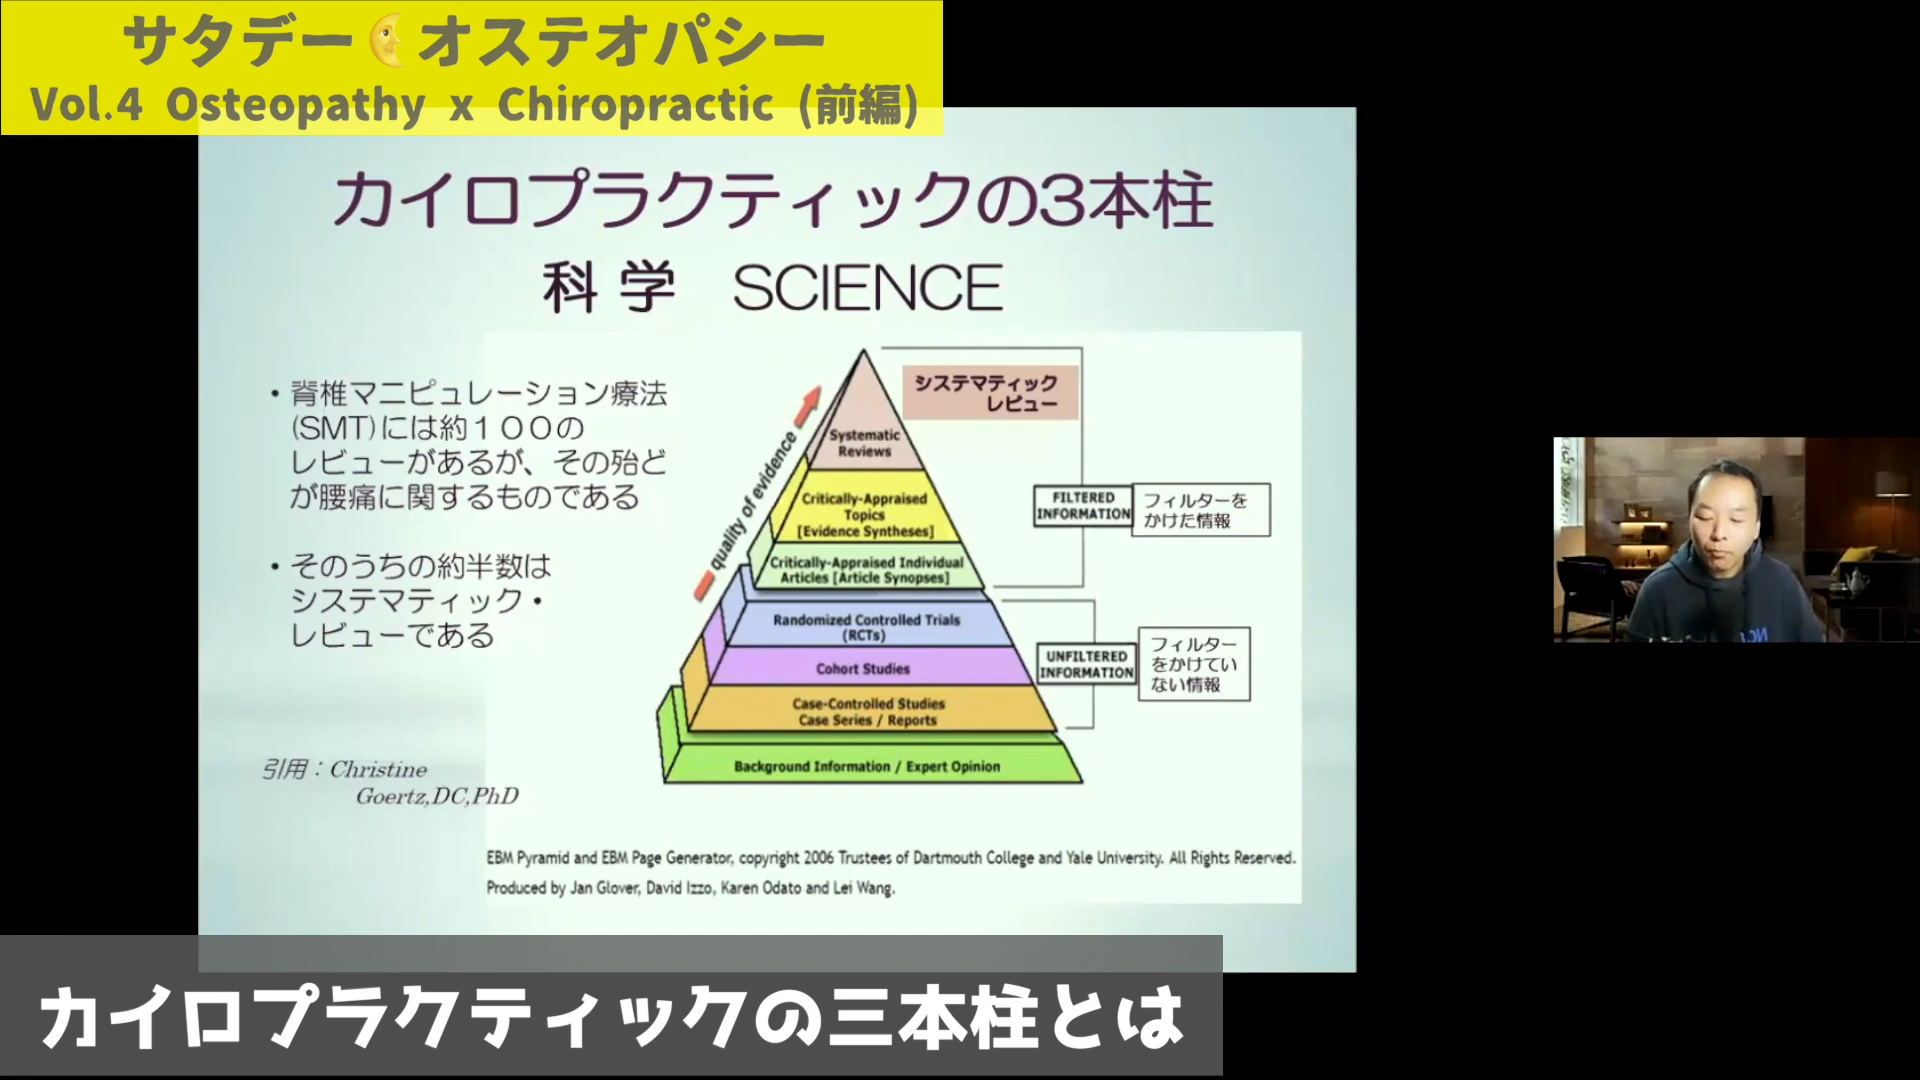 サタデー🌜オステオパシー
Vol.4 Osteopathy x Chiropractic (前編)
カイロプラクティックの3本柱
科学 SCIENCE
・脊椎マニピュレーション療法
(SMT)には約100の
レビューがあるが、その殆ど
が腰痛に関するものである
・そのうちの約半数は
システマティック・
レビューである
引用：Christine
Goertz,DC,PhD
quality of evidence
システマティック
レビュー
Systematic
Reviews
Critically-Appraised
Topics
[Evidence Syntheses]
Critically-Appraised Individual
Articles [Article Synopses]
FILTERED
INFORMATION
フィルターを
かけた情報
Randomized Controlled Trials
(RCTs)
Cohort Studies
Case-Controlled Studies
Case Series / Reports
UNFILTERED
INFORMATION
フィルター
をかけてい
ない情報
Background Information / Expert Opinion
EBM Pyramid and EBM Page Generator, copyright 2006 Trustees of Dartmouth College and Yale University. All Rights Reserved.
Produced by Jan Glover, David Izzo, Karen Odato and Lei Wang.
カイロプラクティックの三本柱とは